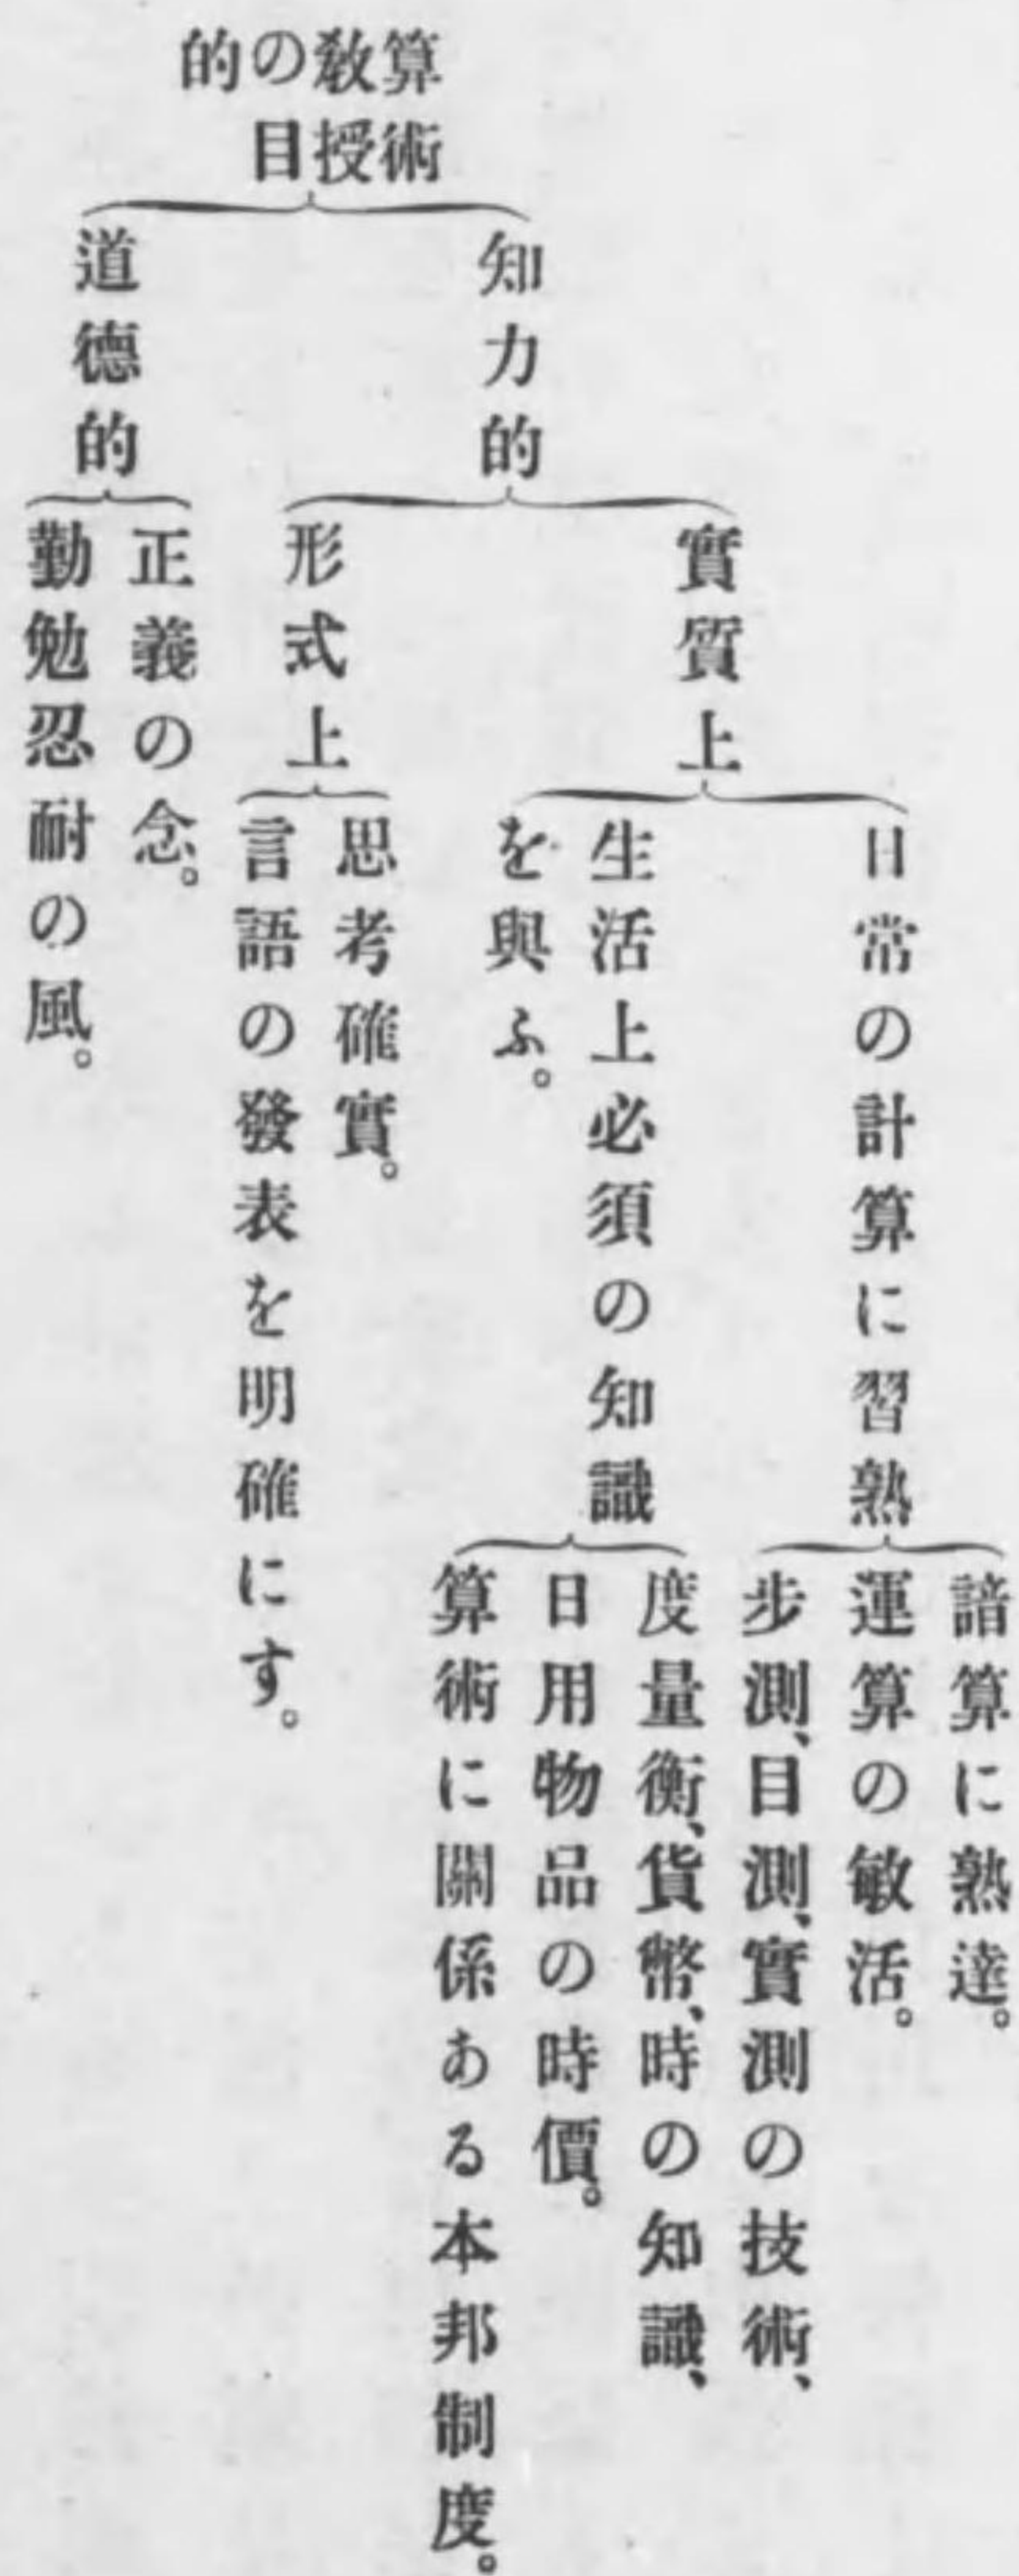 算術
教授
の目
的
知力的
實質上
日常の計算に習熟
諳算に熟達。
運算の敏活。
步測、目測、實測の技術、
生活上必須の知識
を與ふ。
度量衡、貨幣、時の知識、
日用物品の時價。
算術に關係ある本邦制度。
形式上
思考確實。
言語の發表を明確にす。
道德的
正義の念。
勤勉忍耐の風。